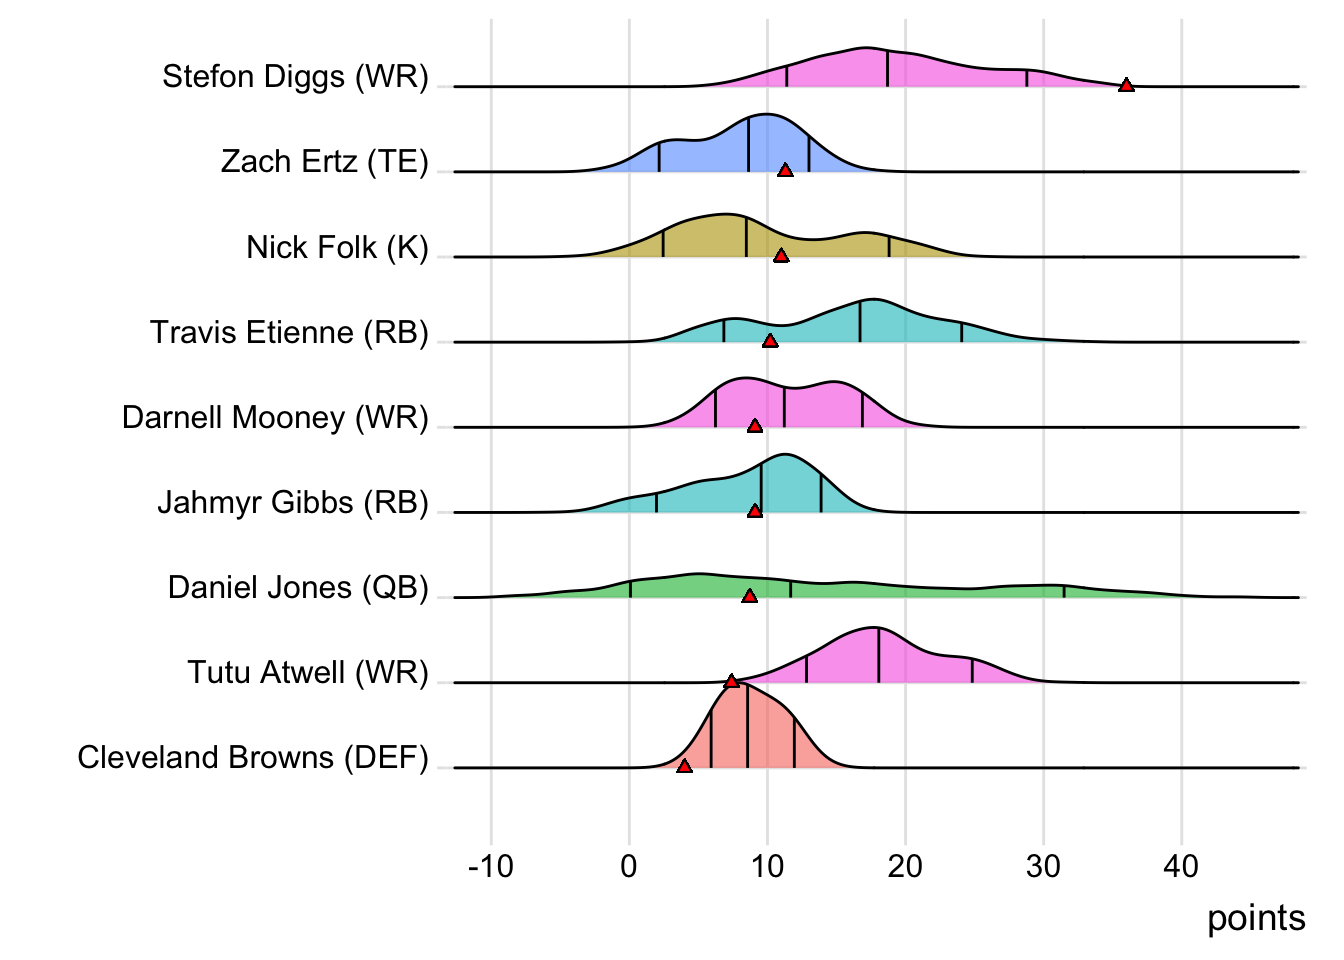 Stefon Diggs (WR)
Zach Ertz (TE)
Nick Folk (K)
Travis Etienne (RB)
Darnell Mooney (WR)
Jahmyr Gibbs (RB)
Daniel Jones (QB)
Tutu Atwell (WR)
Cleveland Browns (DEF)
-10 0 10 20 30 40
points